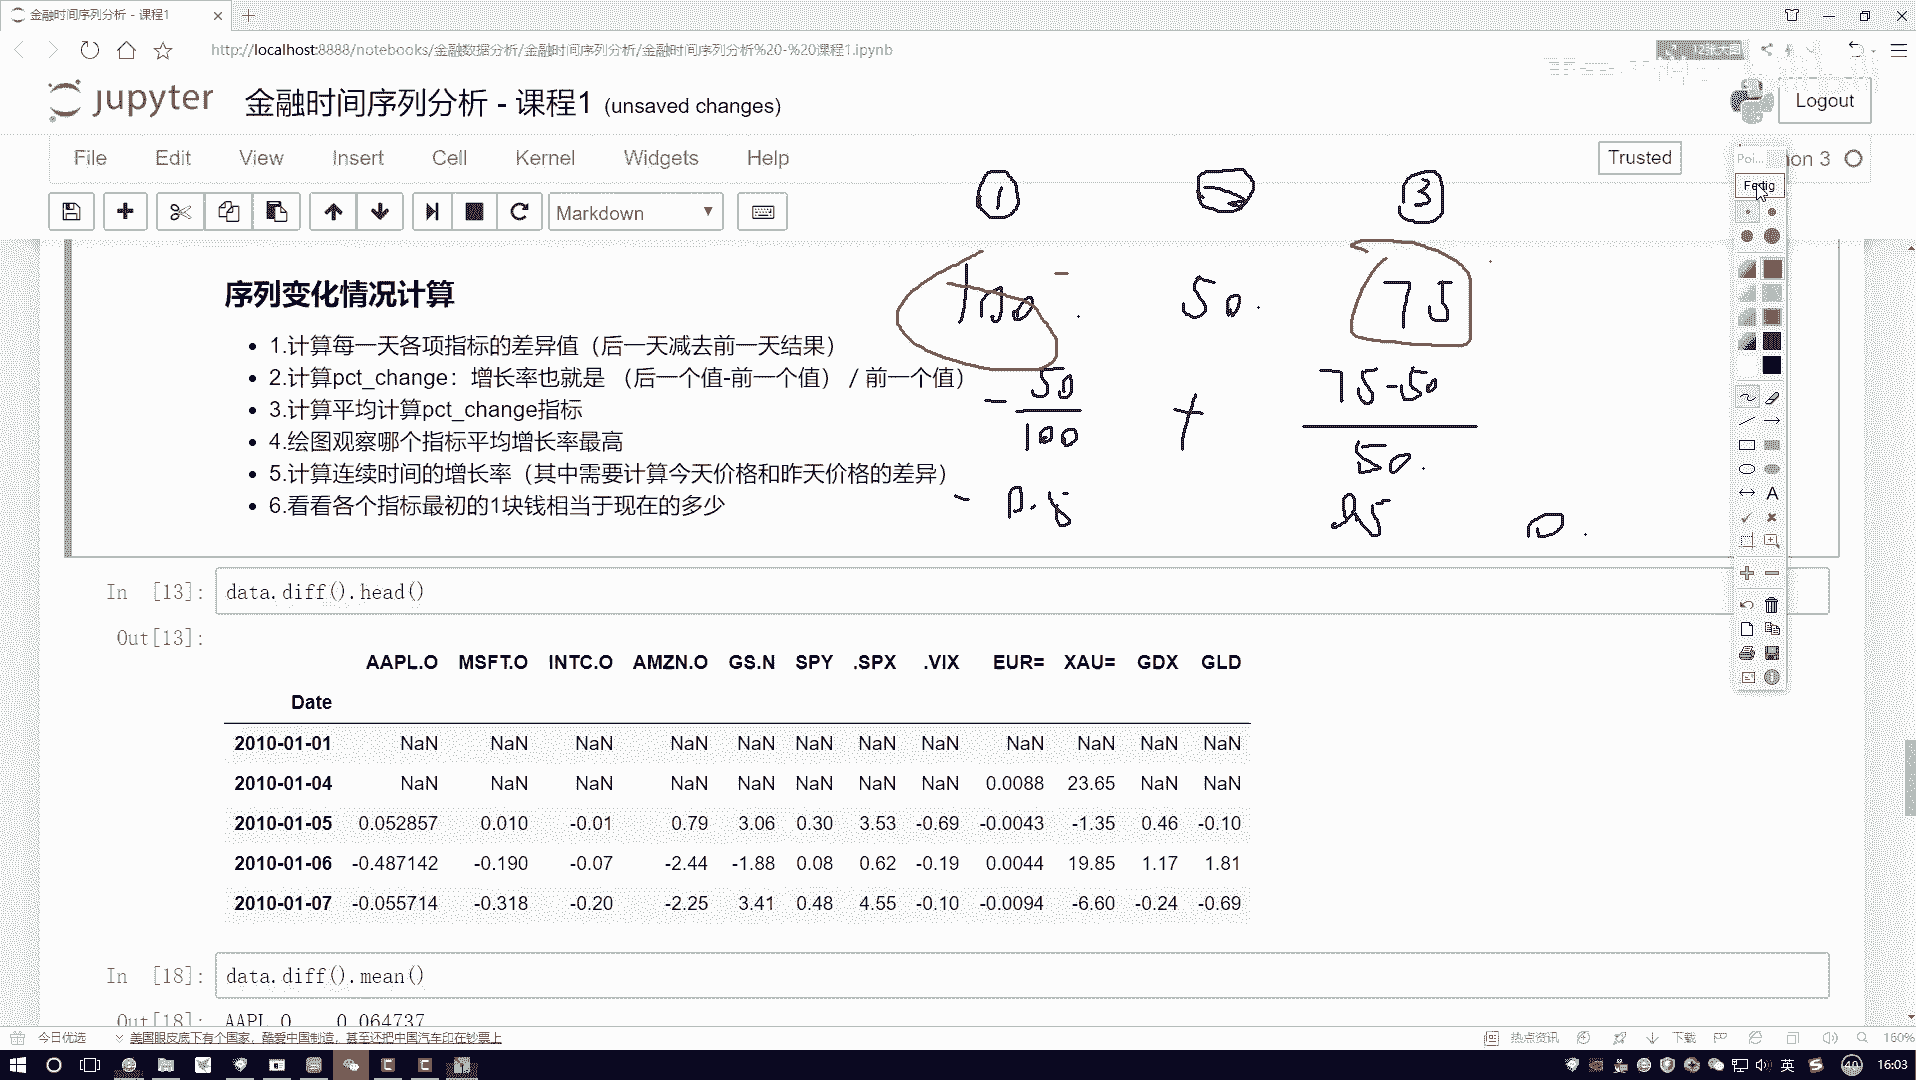 金融时间序列分析 - 课程1
http://localhost:8888/notebooks/金融数据分析/金融时间序列分析/金融时间序列分析%20-%20课程1.ipynb
jupyter 金融时间序列分析 - 课程1 (unsaved changes)
Logout
File Edit View Insert Cell Kernel Widgets Help
Trusted
Poi...
on 3
Fertig
Markdown
① ③
序列变化情况计算
100 50. 75
• 1.计算每一天各项指标的差异值（后一天减去前一天结果）
• 2.计算pct_change：增长率也就是 （后一个值-前一个值）/ 前一个值）
• 3.计算平均计算pct_change指标
• 4.绘图观察哪个指标平均增长率最高
• 5.计算连续时间的增长率（其中需要计算今天价格和昨天价格的差异）
• 6.看看各个指标最初的1块钱相当于现在的多少
- 50 75-50
100 + 50.
- 0.5 0.
In [13]: data.diff().head()
Out[13]:
AAPL.O MSFT.O INTC.O AMZN.O GS.N SPY .SPX .VIX EUR= XAU= GDX GLD
Date
2010-01-01 NaN NaN NaN NaN NaN NaN NaN NaN NaN NaN NaN NaN
2010-01-04 NaN NaN NaN NaN NaN NaN NaN NaN 0.0088 23.65 NaN NaN
2010-01-05 0.052857 0.010 -0.01 0.79 3.06 0.30 3.53 -0.69 -0.0043 -1.35 0.46 -0.10
2010-01-06 -0.487142 -0.190 -0.07 -2.44 -1.88 0.08 0.62 -0.19 0.0044 19.85 1.17 1.81
2010-01-07 -0.055714 -0.318 -0.20 -2.25 3.41 0.48 4.55 -0.10 -0.0094 -6.60 -0.24 -0.69
In [18]: data.diff().mean()
Out[18]: AAPL.O 0.064737
今日优选 美国眼皮底下有个国家，酷爱中国制造，甚至还把中国汽车印在钞票上
热点资讯 下载 160%
英 40 16:03